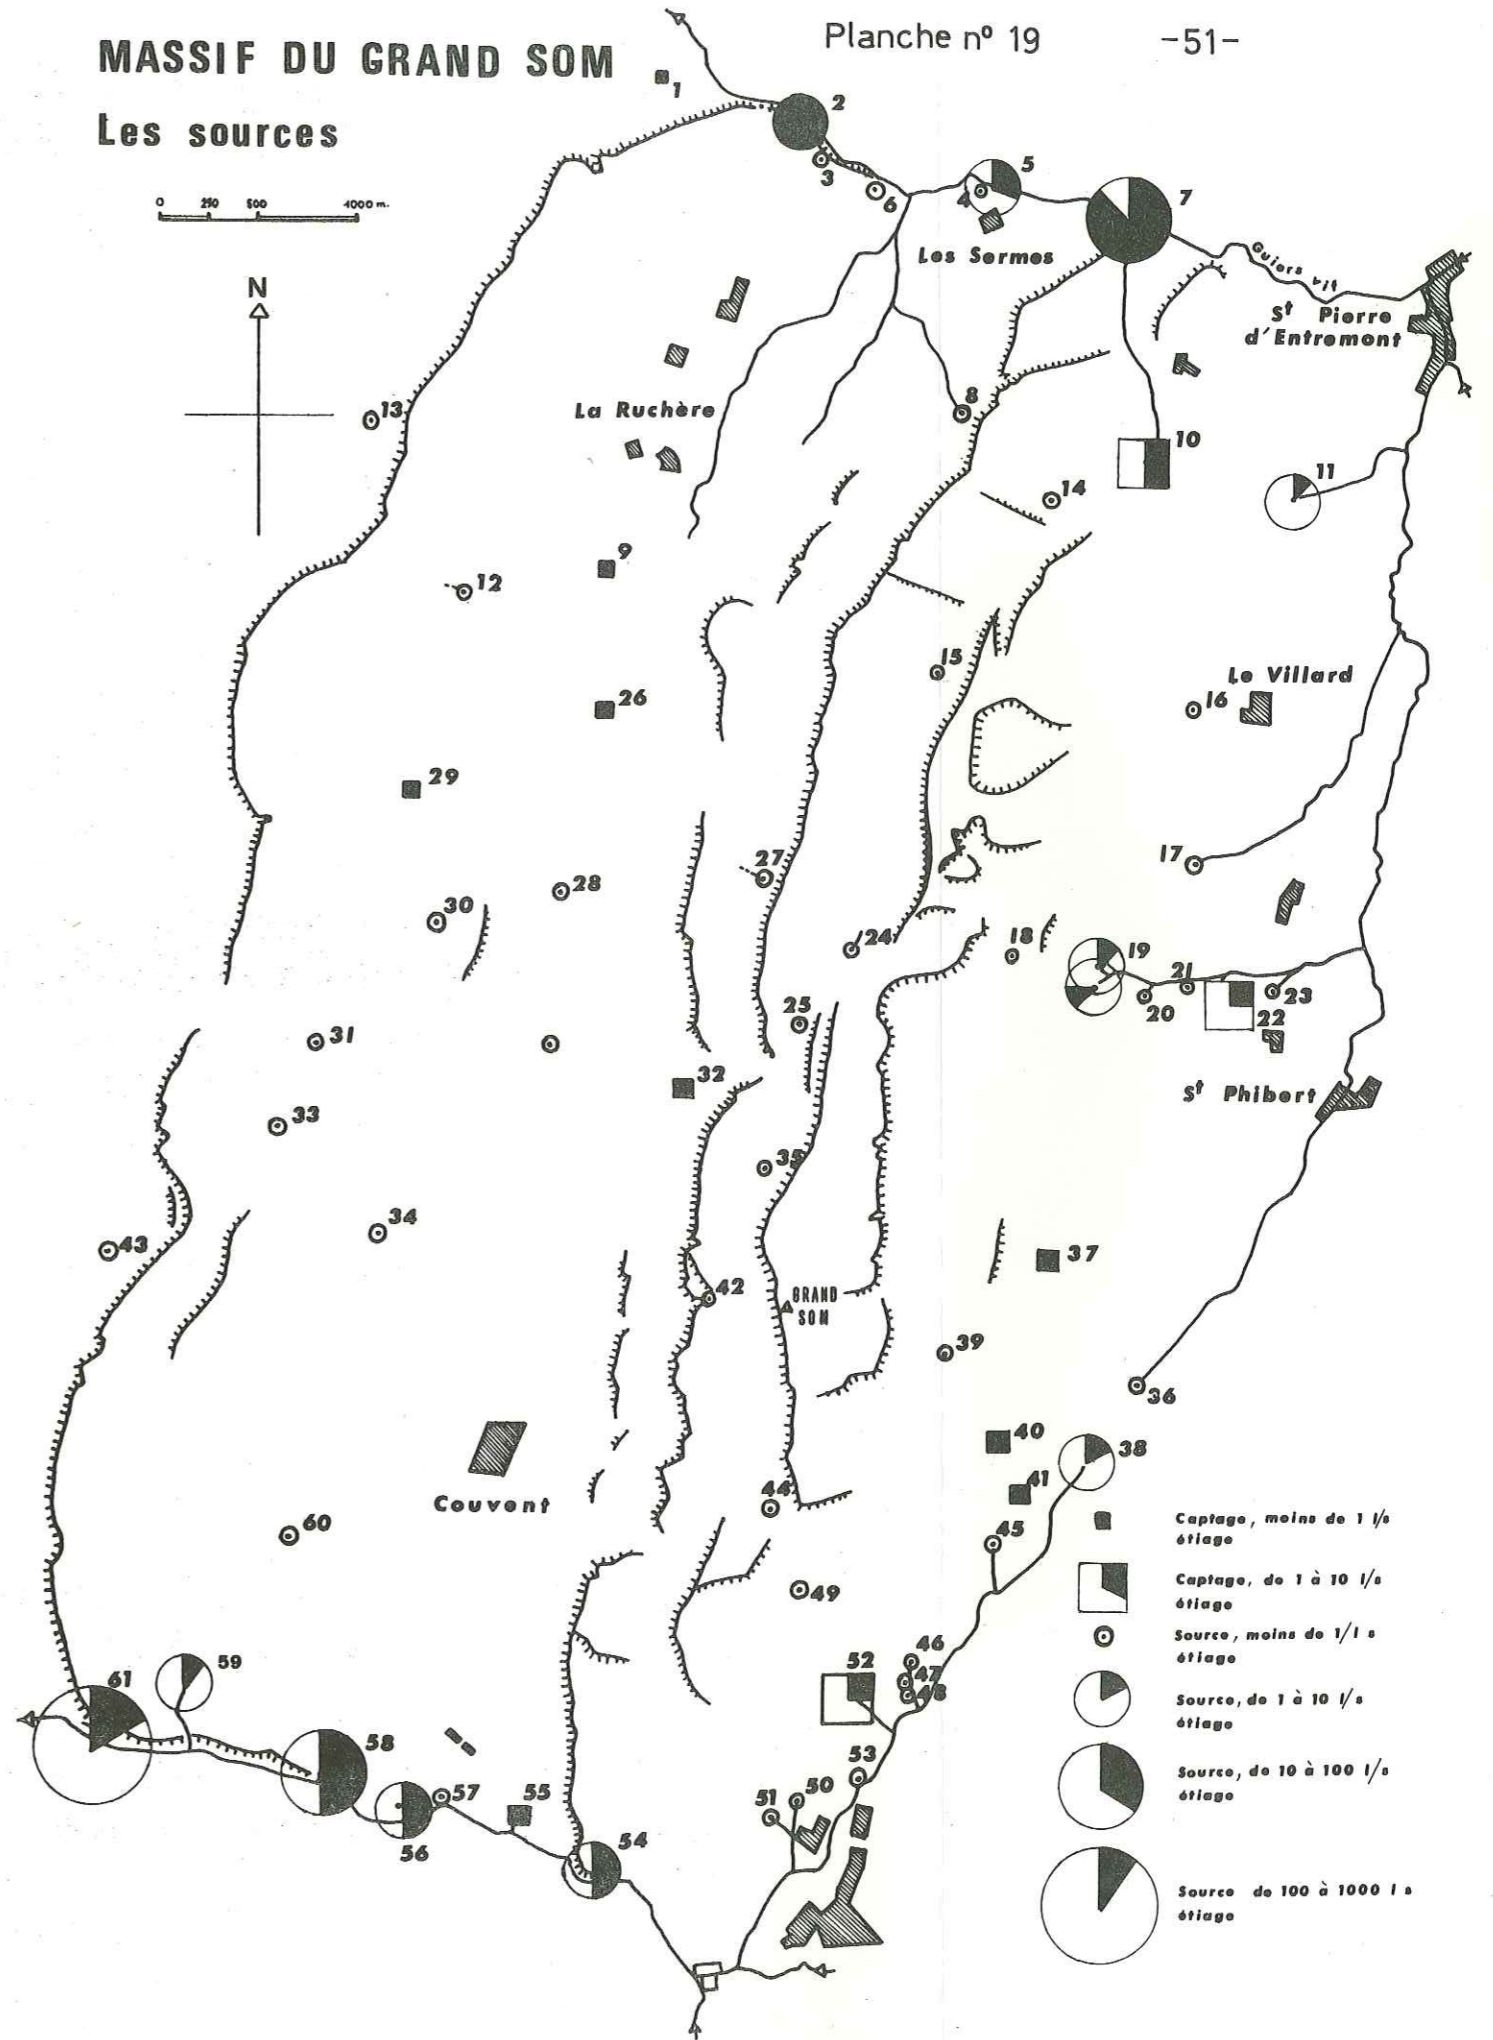 Planche nº 19
-51-
MASSIF DU GRAND SOM
Les sources
0 250 500 1000 m.
N
1
2
3
6
4
5
7
Les Sermes
Guiers vif
St Pierre
d'Entremont
La Ruchère
13
8
10
11
14
9
12
15
Le Villard
16
26
29
17
27
28
30
24
18
19
21
20
22
23
25
31
32
St Phibert
33
35
34
43
37
42
GRAND
SOM
39
36
40
38
41
Couvent
44
45
60
49
46
47
48
52
59
61
58
57
55
56
54
53
50
51
Captage, moins de 1 l/s
étiage
Captage, de 1 à 10 l/s
étiage
Source, moins de 1/l s
étiage
Source, de 1 à 10 l/s
étiage
Source, de 10 à 100 l/s
étiage
Source de 100 à 1000 l s
étiage